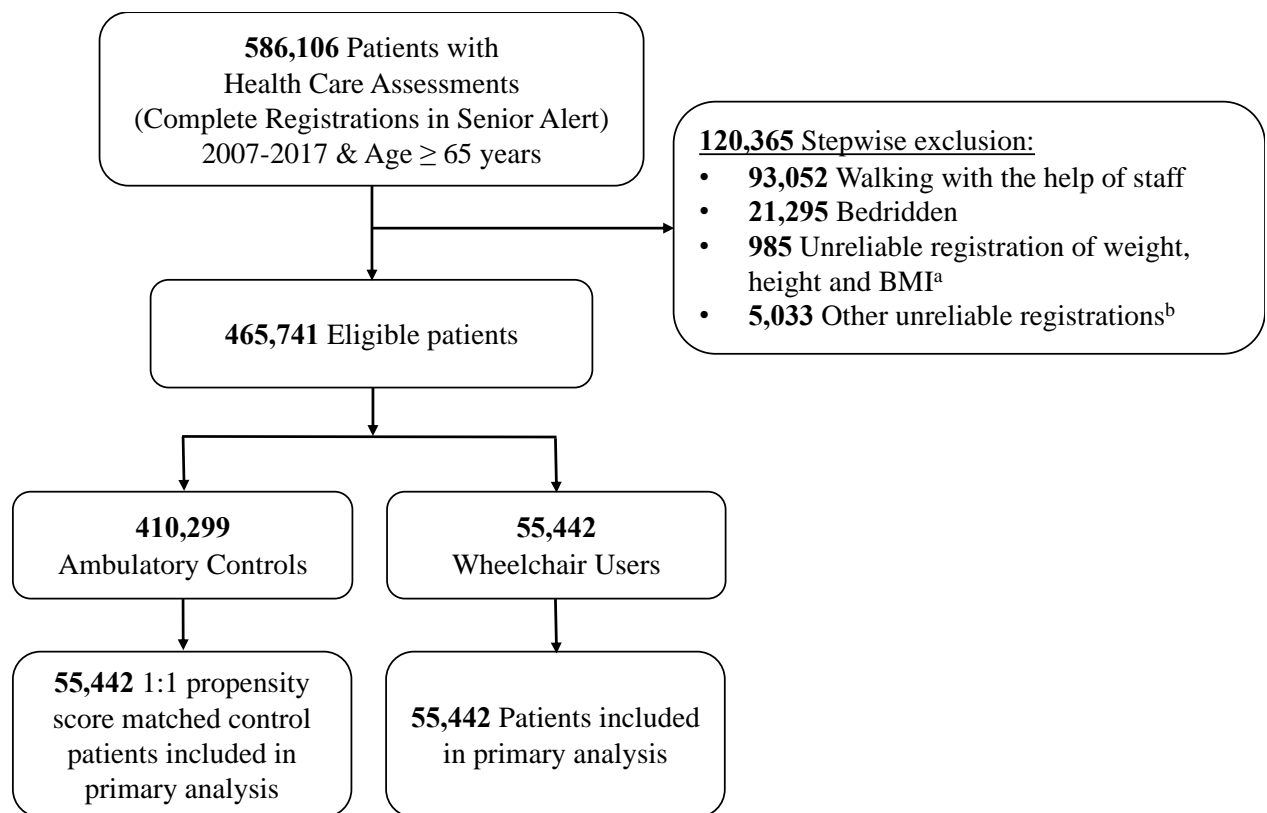 586,106 Patients with
Health Care Assessments
(Complete Registrations in Senior Alert)
2007-2017 & Age ≥ 65 years
120,365 Stepwise exclusion:
• 93,052 Walking with the help of staff
• 21,295 Bedridden
• 985 Unreliable registration of weight,
height and BMIᵃ
• 5,033 Other unreliable registrationsᵇ
465,741 Eligible patients
410,299
Ambulatory Controls
55,442
Wheelchair Users
55,442 1:1 propensity
score matched control
patients included in
primary analysis
55,442 Patients included
in primary analysis